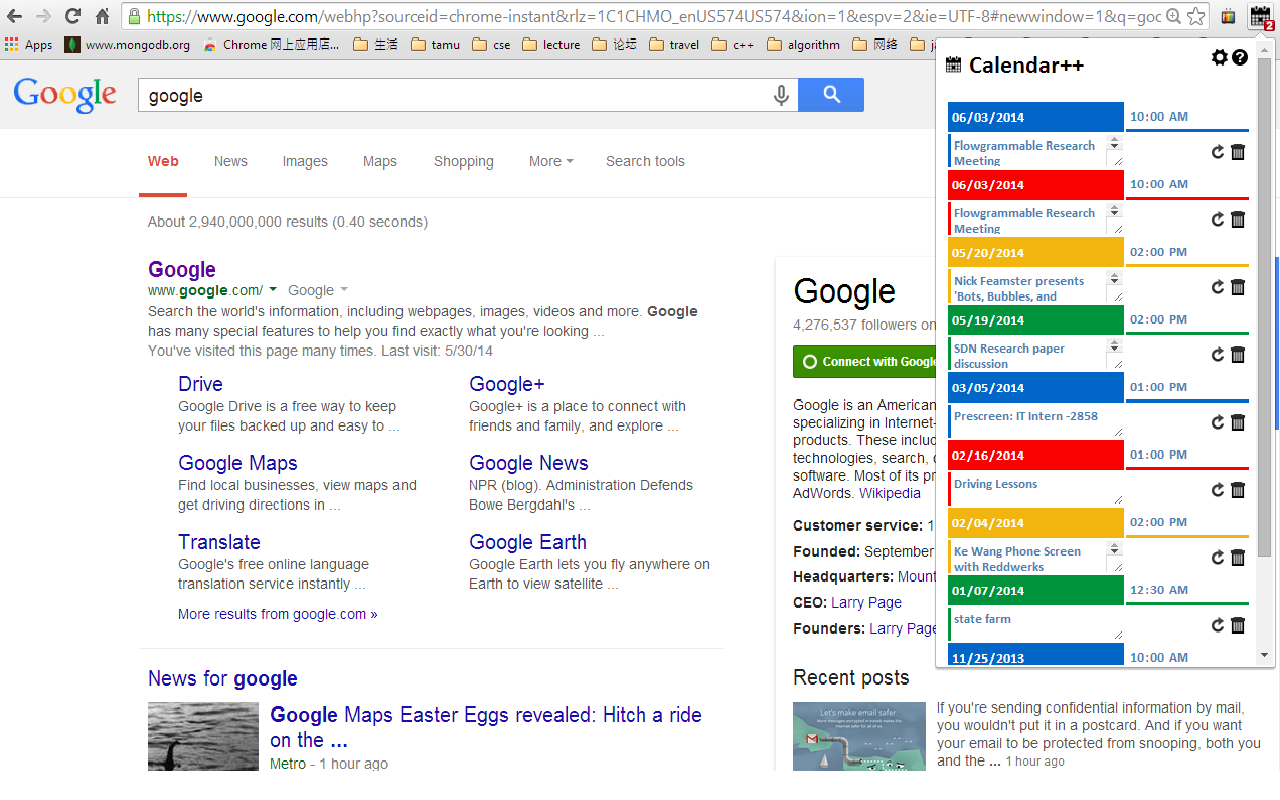 https://www.google.com/webhp?sourceid=chrome-instant&rlz=1C1CHMO_enUS574US574&ion=1&espv=2&ie=UTF-8#newwindow=1&q=goo
2
Apps www.mongodb.org Chrome 网上应用店... 生活 tamu cse lecture 论坛 travel c++ algorithm 网络
Google
google
Web News Images Maps Shopping More Search tools
About 2,940,000,000 results (0.40 seconds)
Google
www.google.com/ Google
Search the world's information, including webpages, images, videos and more. Google
has many special features to help you find exactly what you're looking ...
You've visited this page many times. Last visit: 5/30/14
Drive
Google Drive is a free way to keep
your files backed up and easy to ...
Google+
Google+ is a place to connect with
friends and family, and explore ...
Google Maps
Find local businesses, view maps and
get driving directions in ...
Google News
NPR (blog). Administration Defends
Bowe Bergdahl's ...
Translate
Google's free online language
translation service instantly ...
Google Earth
Google Earth lets you fly anywhere on
Earth to view satellite ...
More results from google.com »
News for google
Google Maps Easter Eggs revealed: Hitch a ride
on the ...
Metro - 1 hour ago
Google
4,276,537 followers on
Connect with Google
Google is an American
specializing in Internet-
products. These includ
technologies, search,
software. Most of its pr
AdWords. Wikipedia
Customer service: 1
Founded: September
Headquarters: Mount
CEO: Larry Page
Founders: Larry Page
Recent posts
Let's make email safer.
If you're sending confidential information by mail,
you wouldn't put it in a postcard. And if you want
your email to be protected from snooping, both you
and the ... 1 hour ago
Calendar++
06/03/2014 10:00 AM
Flowgrammable Research
Meeting
06/03/2014 10:00 AM
Flowgrammable Research
Meeting
05/20/2014 02:00 PM
Nick Feamster presents
'Bots, Bubbles, and
05/19/2014 02:00 PM
SDN Research paper
discussion
03/05/2014 01:00 PM
Prescreen: IT Intern -2858
02/16/2014 01:00 PM
Driving Lessons
02/04/2014 02:00 PM
Ke Wang Phone Screen
with Reddwerks
01/07/2014 12:30 AM
state farm
11/25/2013 10:00 AM